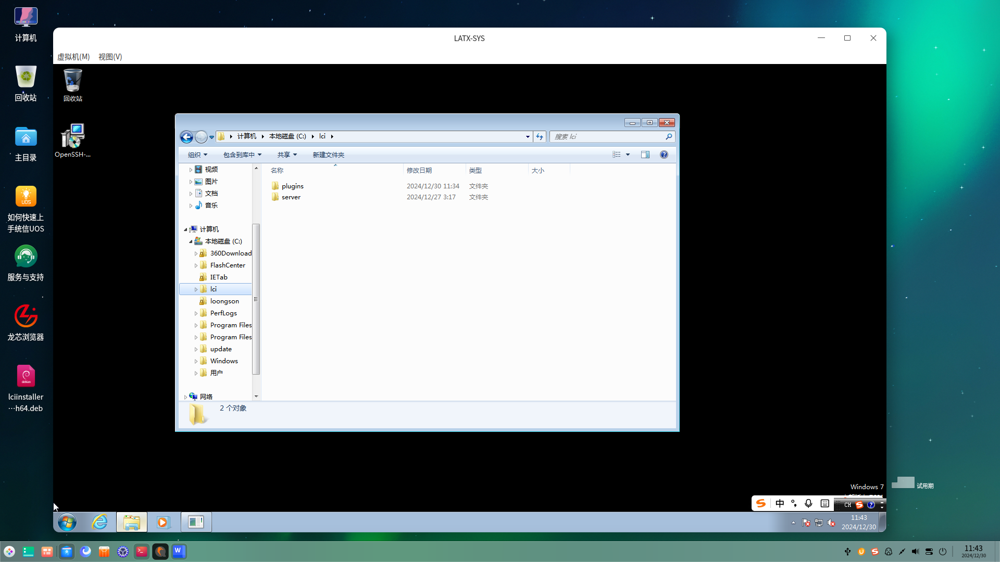 计算机
回收站
主目录
UOS
如何快速上
手统信UOS
服务与支持
龙芯浏览器
debian
lciinstaller
…h64.deb
LATX-SYS
虚拟机(M) 视图(V)
回收站
OpenSSH-...
计算机 本地磁盘 (C:) lci
搜索 lci
组织 包含到库中 共享 新建文件夹
名称 修改日期 类型 大小
plugins 2024/12/30 11:34 文件夹
server 2024/12/27 3:17 文件夹
视频
图片
文档
音乐
计算机
本地磁盘 (C:)
360Download
FlashCenter
IETab
lci
loongson
PerfLogs
Program Files
Program Files
update
Windows
用户
网络
2 个对象
Windows 7
试用期
中
CH
11:43
2024/12/30
W
11:43
2024/12/30